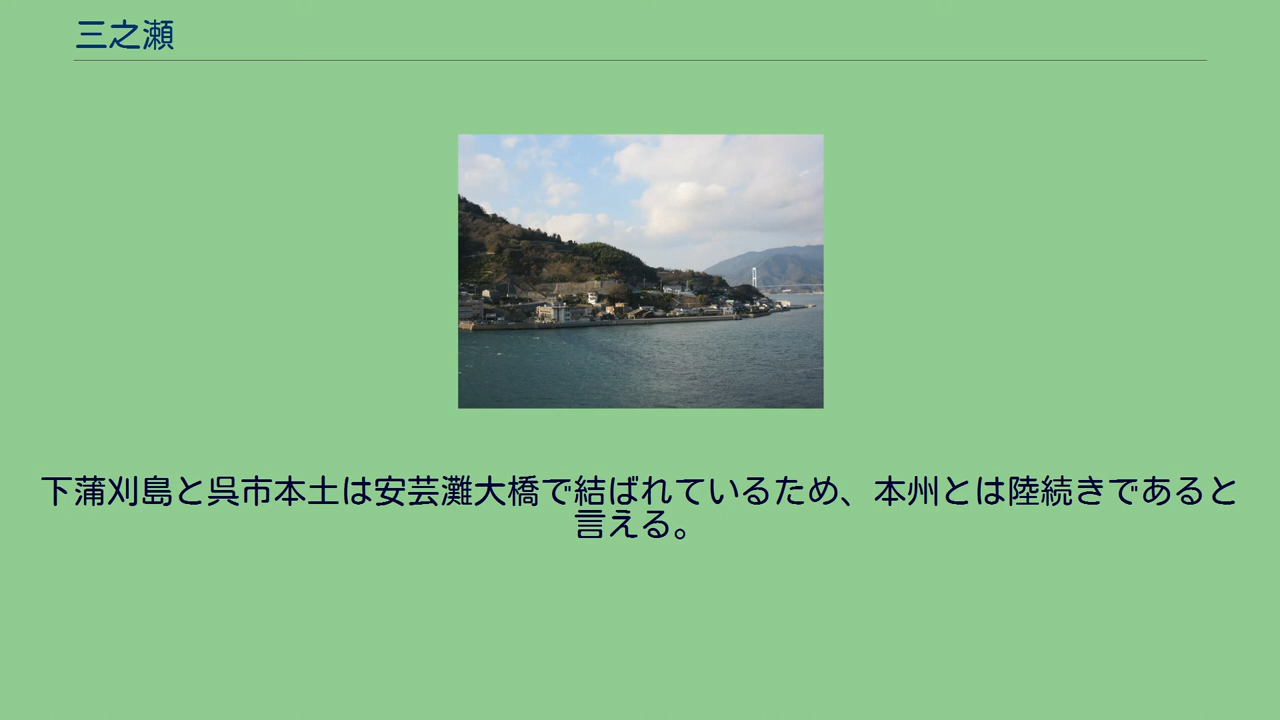 三之瀬
下蒲刈島と呉市本土は安芸灘大橋で結ばれているため、本州とは陸続きであると
言える。